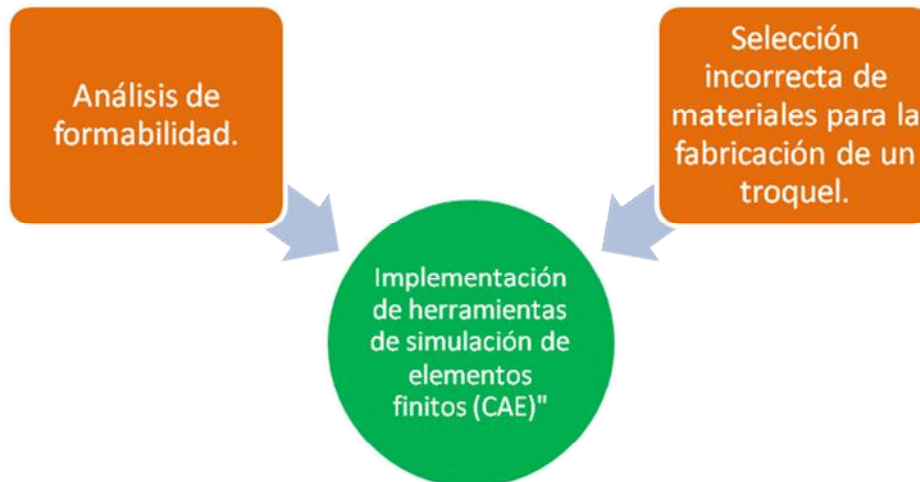 Análisis de
formabilidad.
Selección
incorrecta de
materiales para la
fabricación de un
troquel.
Implementación
de herramientas
de simulación de
elementos
finitos (CAE)"